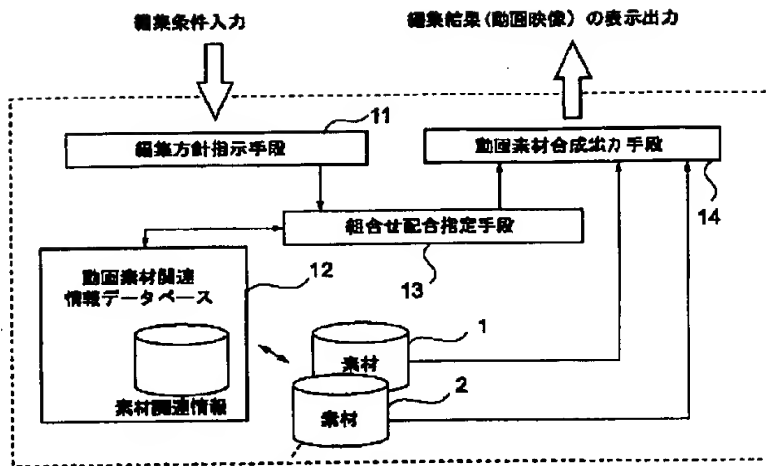 編集条件入力
編集結果(動画映像)の表示出力
11
編集方針指示手段
動画素材合成出力手段
14
組合せ配合指定手段
13
動画素材関連
情報データベース
12
素材関連情報
1
素材
2
素材